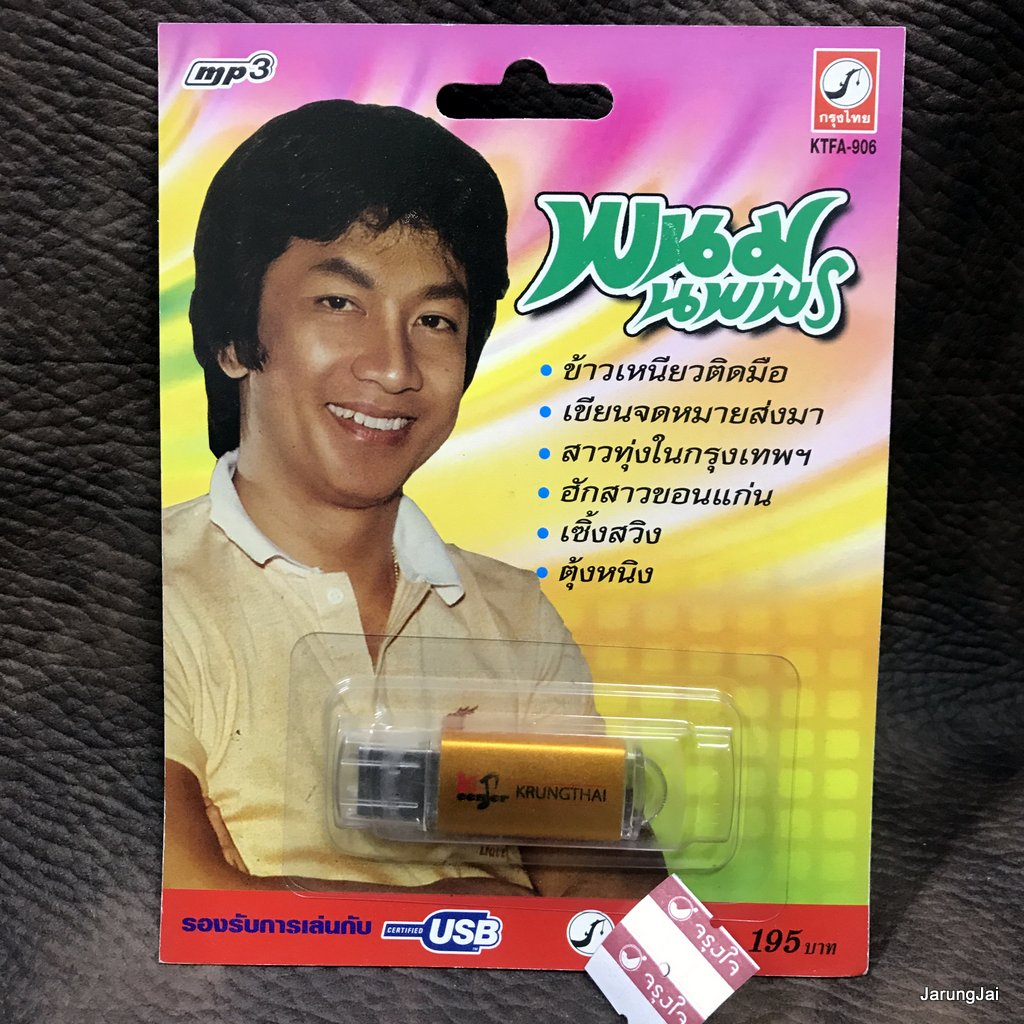 mp3
กรุงไทย
KTFA-906
พนม
นพพร
• ข้าวเหนียวติดมือ
• เขียนจดหมายส่งมา
• สาวทุ่งในกรุงเทพฯ
• ฮักสาวขอนแก่น
• เซิ้งสวิง
• ตุ้งหนิง
KRUNGTHAI
รองรับการเล่นกับ CERTIFIED USB
195 บาท
จรุงใจ
จรุงใจ
JarungJai